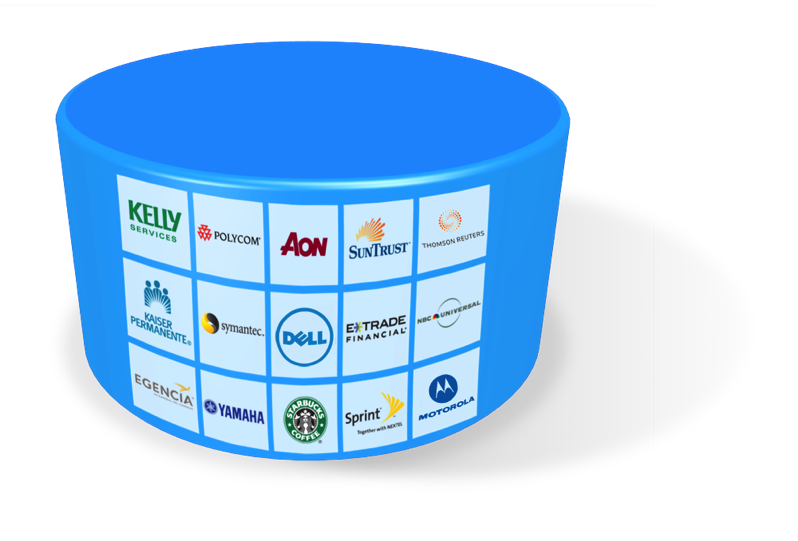 KELLY
SERVICES
POLYCOM®
AON
SUNTRUST
THOMSON REUTERS
KAISER
PERMANENTE®
symantec.
DELL
E*TRADE
FINANCIAL®
NBC UNIVERSAL
EGENCIA
YAMAHA
STARBUCKS
COFFEE
Sprint
Together with NEXTEL
MOTOROLA